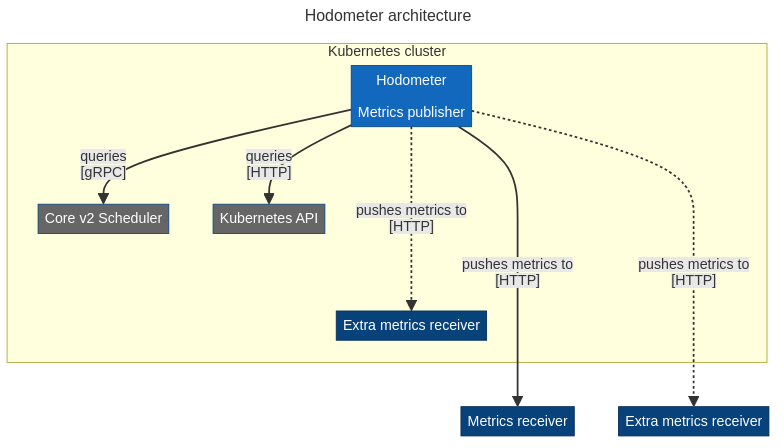 Hodometer architecture
Kubernetes cluster
Hodometer
Metrics publisher
queries
[gRPC]
queries
[HTTP]
Core v2 Scheduler
Kubernetes API
pushes metrics to
[HTTP]
pushes metrics to
[HTTP]
pushes metrics to
[HTTP]
Extra metrics receiver
Metrics receiver
Extra metrics receiver